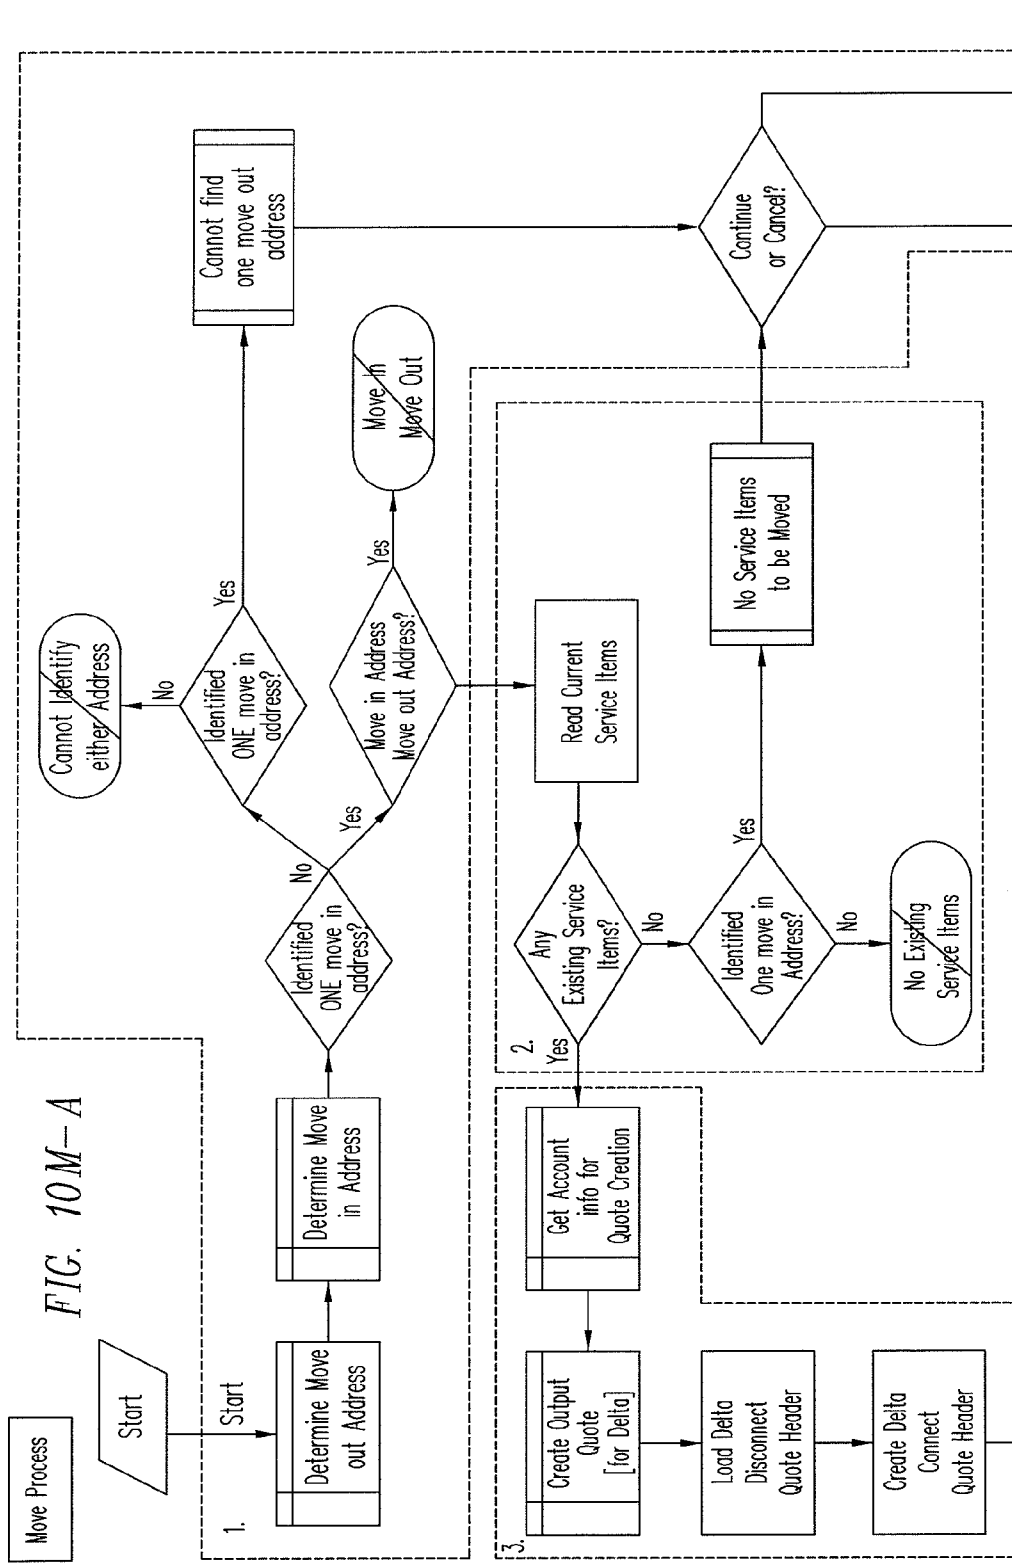 Move Process
FIG. 10M-A
Start
Start
1.
Determine Move
out Address
Determine Move
in Address
Identified
ONE move in
address?
No
Yes
Identified
ONE move in
address?
No
Cannot Identify
either Address
Yes
Cannot find
one move out
address
Move in Address
Move out Address?
Yes
Move In
Move Out
Continue
or Cancel?
2.
Read Current
Service Items
Any
Existing Service
Items?
Yes
No
Identified
One move in
Address?
Yes
No
No Service Items
to be Moved
No Existing
Service Items
3.
Get Account
info for
Quote Creation
Create Output
Quote
[for Delta]
Load Delta
Disconnect
Quote Header
Create Delta
Connect
Quote Header